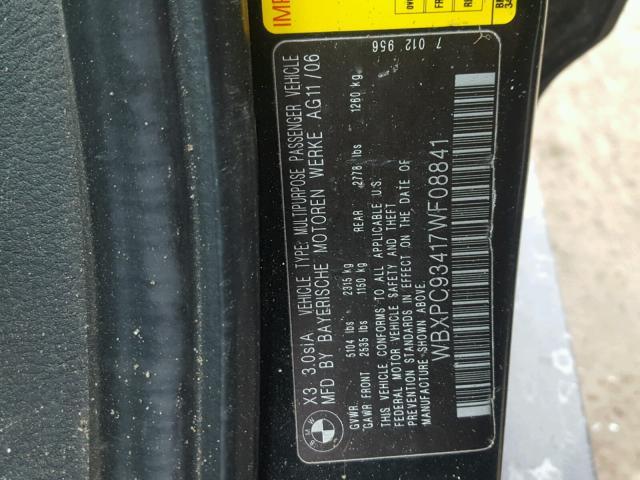 X3 3.0siA VEHICLE TYPE: MULTIPURPOSE PASSENGER VEHICLE
MFD BY BAYERISCHE MOTOREN WERKE AG11/06
7 012 956
GVWR: 5104 lbs 2315 kg
GAWR FRONT 2535 lbs 1150 kg REAR 2778 lbs 1260 kg
THIS VEHICLE CONFORMS TO ALL APPLICABLE U.S.
FEDERAL MOTOR VEHICLE SAFETY AND THEFT
PREVENTION STANDARDS IN EFFECT ON THE DATE OF
MANUFACTURE SHOWN ABOVE.
WBXPC93417WF08841
BMW